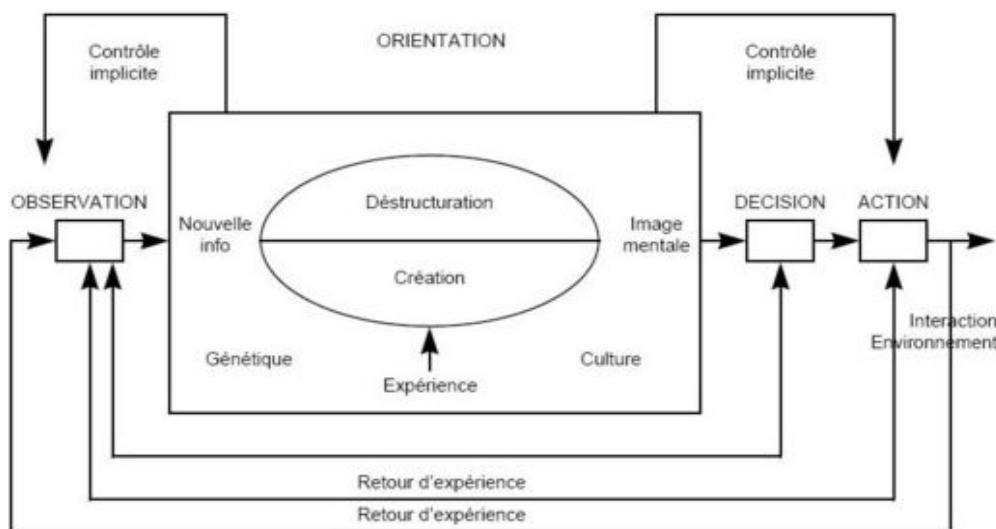 ORIENTATION
Contrôle
implicite
Contrôle
implicite
OBSERVATION
Nouvelle
info
Déstructuration
Création
Image
mentale
DECISION
ACTION
Génétique
Expérience
Culture
Interaction
Environnement
Retour d'expérience
Retour d'expérience